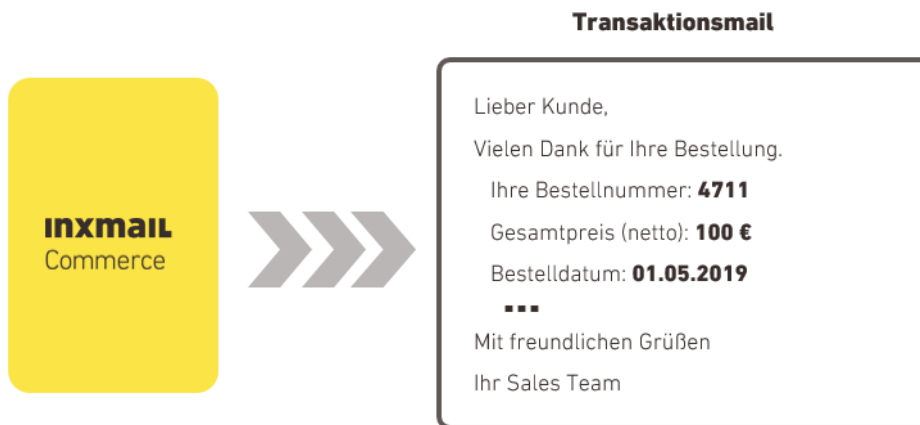 Transaktionsmail
inxmail
Commerce
Lieber Kunde,
Vielen Dank für Ihre Bestellung.
Ihre Bestellnummer: 4711
Gesamtpreis (netto): 100 €
Bestelldatum: 01.05.2019
...
Mit freundlichen Grüßen
Ihr Sales Team